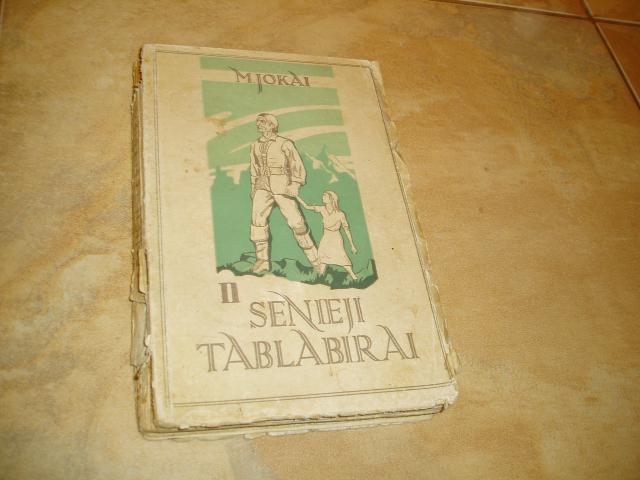 M. JOKAI
II
SENIEJI
TABLABIRAI